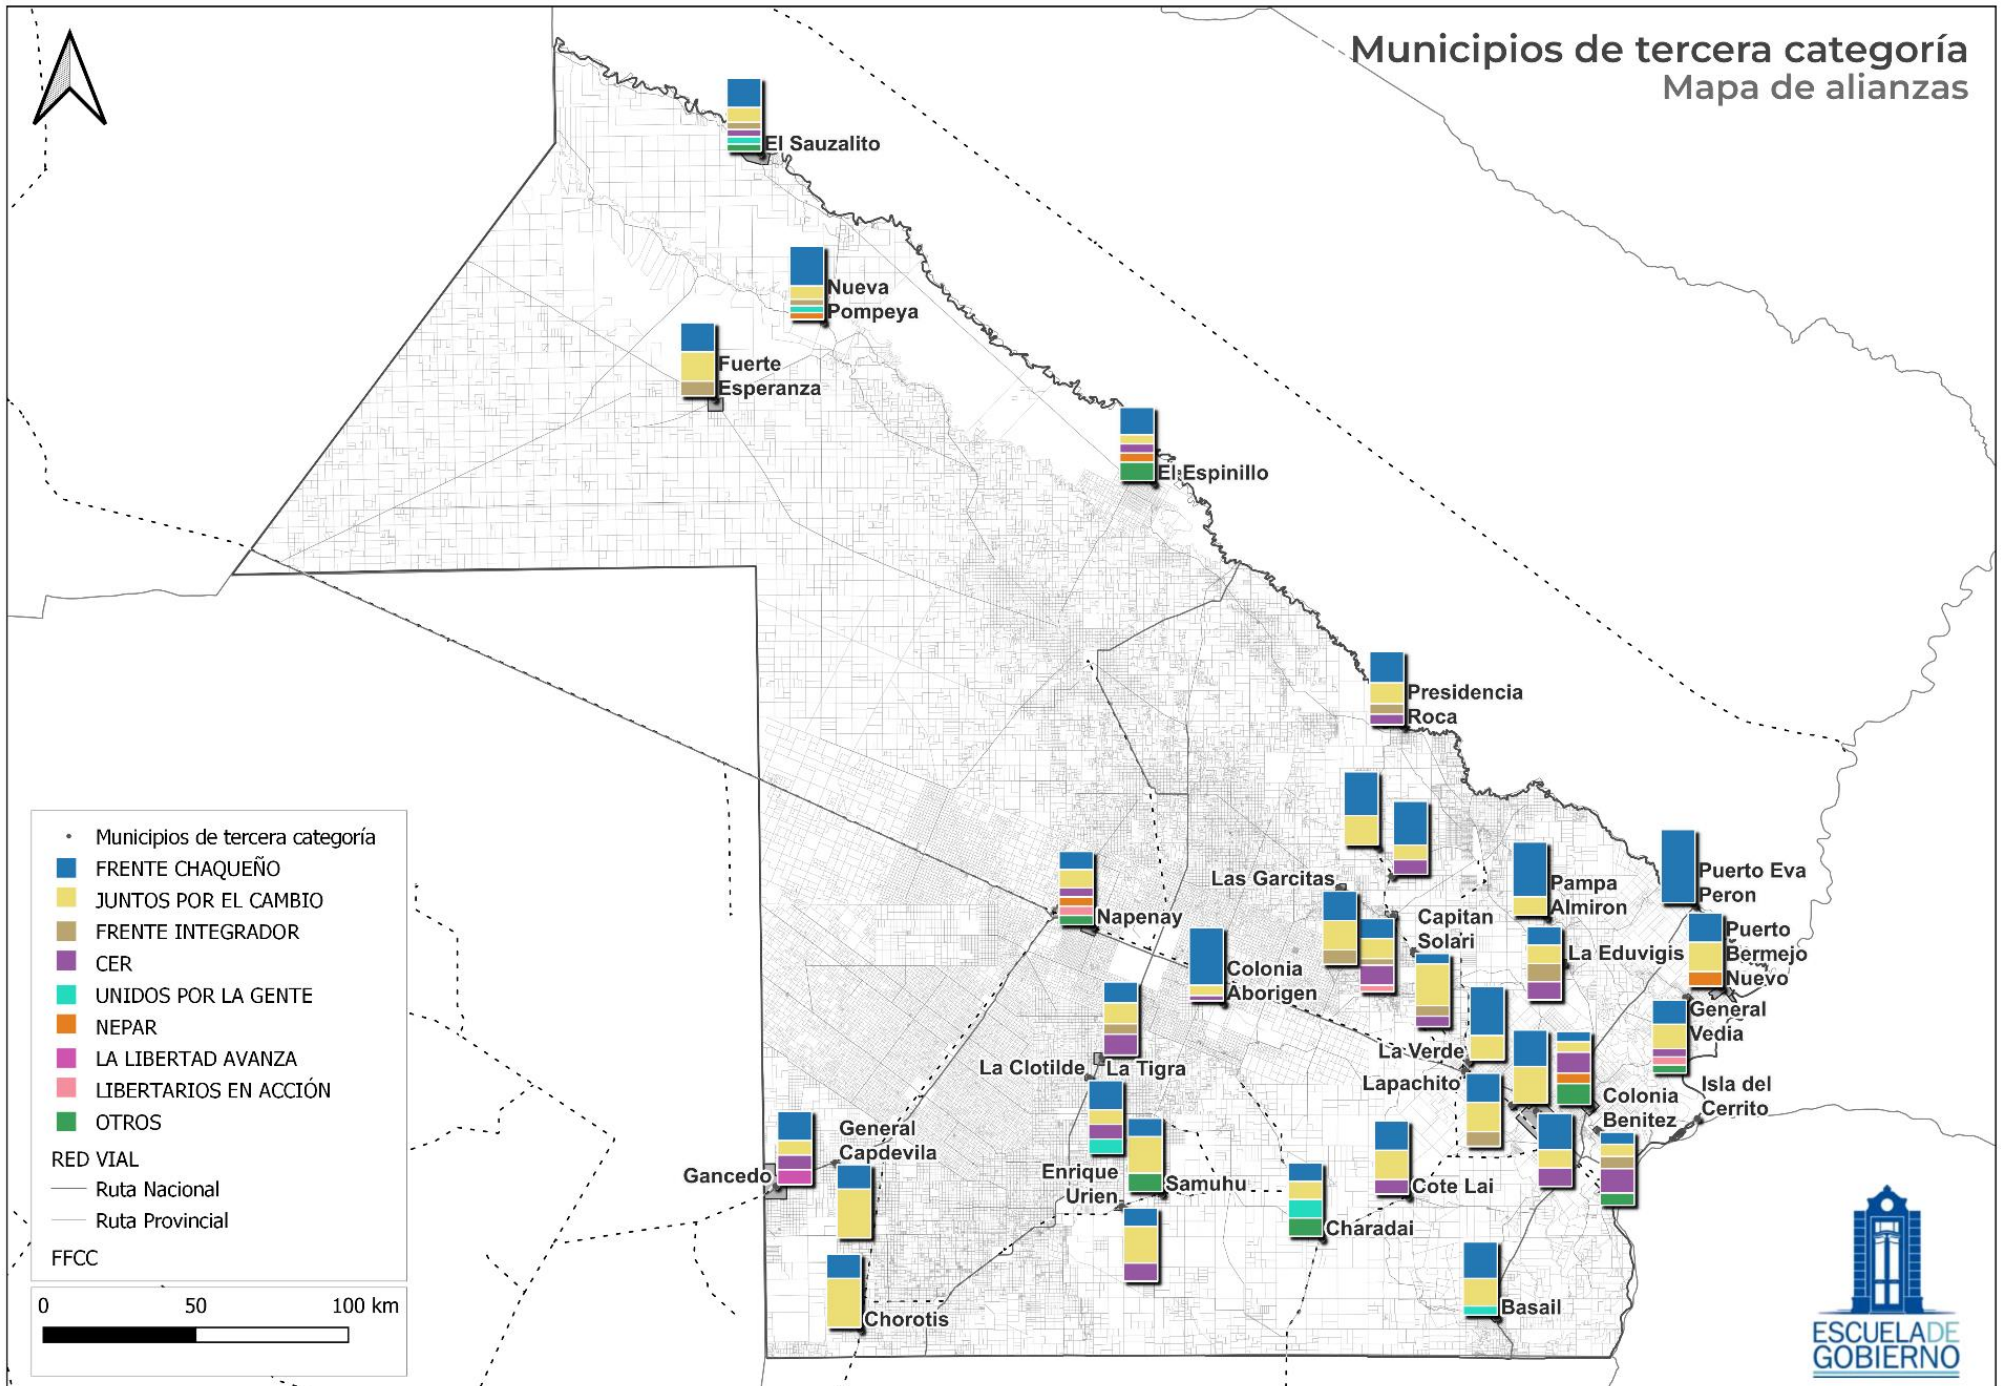 Municipios de tercera categoría
Mapa de alianzas
El Sauzalito
Nueva
Pompeya
Fuerte
Esperanza
El Espinillo
Presidencia
Roca
Las Garcitas
Capitan
Solari
Pampa
Almiron
Puerto Eva
Peron
Puerto
Bermejo
Nuevo
La Eduvigis
Napenay
Colonia
Aborigen
General
Vedia
La Verde
Lapachito
La Clotilde
La Tigra
Isla del
Cerrito
Colonia
Benitez
General
Capdevila
Gancedo
Enrique
Urien
Samuhu
Cote Lai
Charadai
Chorotis
Basail
Municipios de tercera categoría
FRENTE CHAQUEÑO
JUNTOS POR EL CAMBIO
FRENTE INTEGRADOR
CER
UNIDOS POR LA GENTE
NEPAR
LA LIBERTAD AVANZA
LIBERTARIOS EN ACCIÓN
OTROS
RED VIAL
Ruta Nacional
Ruta Provincial
FFCC
0 50 100 km
ESCUELADE
GOBIERNO